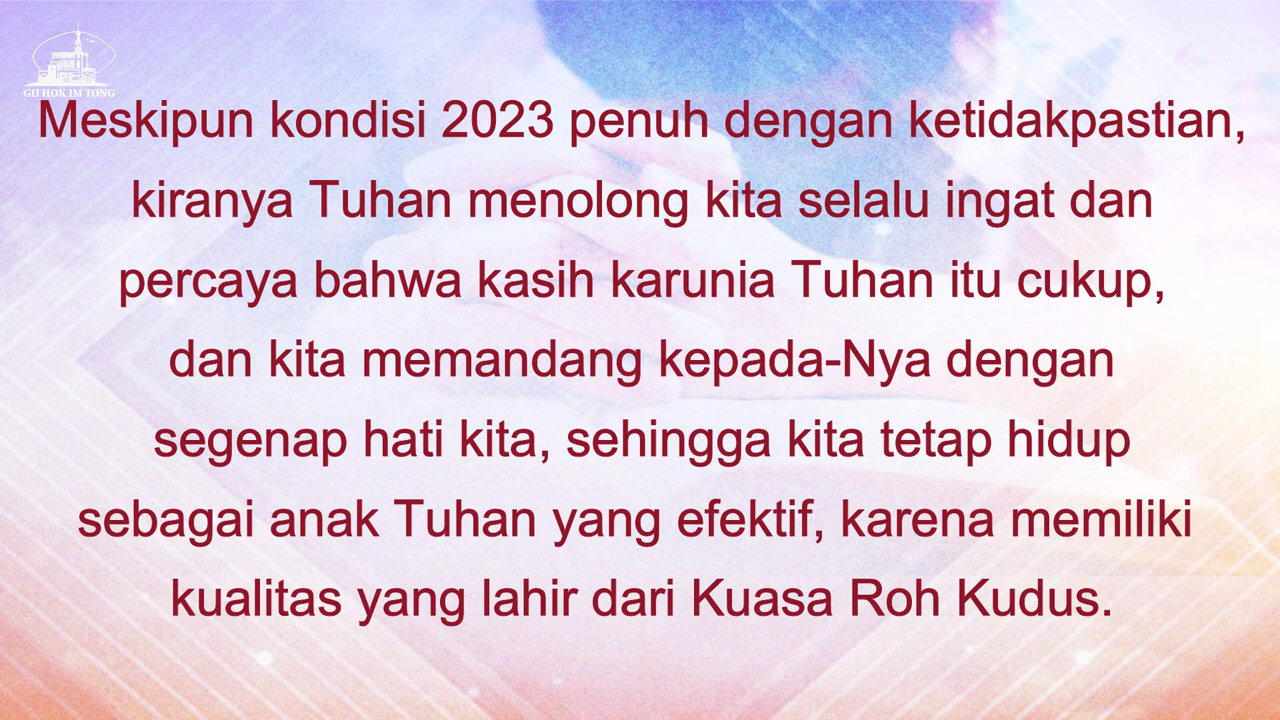 GII HOK IM TONG
Meskipun kondisi 2023 penuh dengan ketidakpastian,
kiranya Tuhan menolong kita selalu ingat dan
percaya bahwa kasih karunia Tuhan itu cukup,
dan kita memandang kepada-Nya dengan
segenap hati kita, sehingga kita tetap hidup
sebagai anak Tuhan yang efektif, karena memiliki
kualitas yang lahir dari Kuasa Roh Kudus.